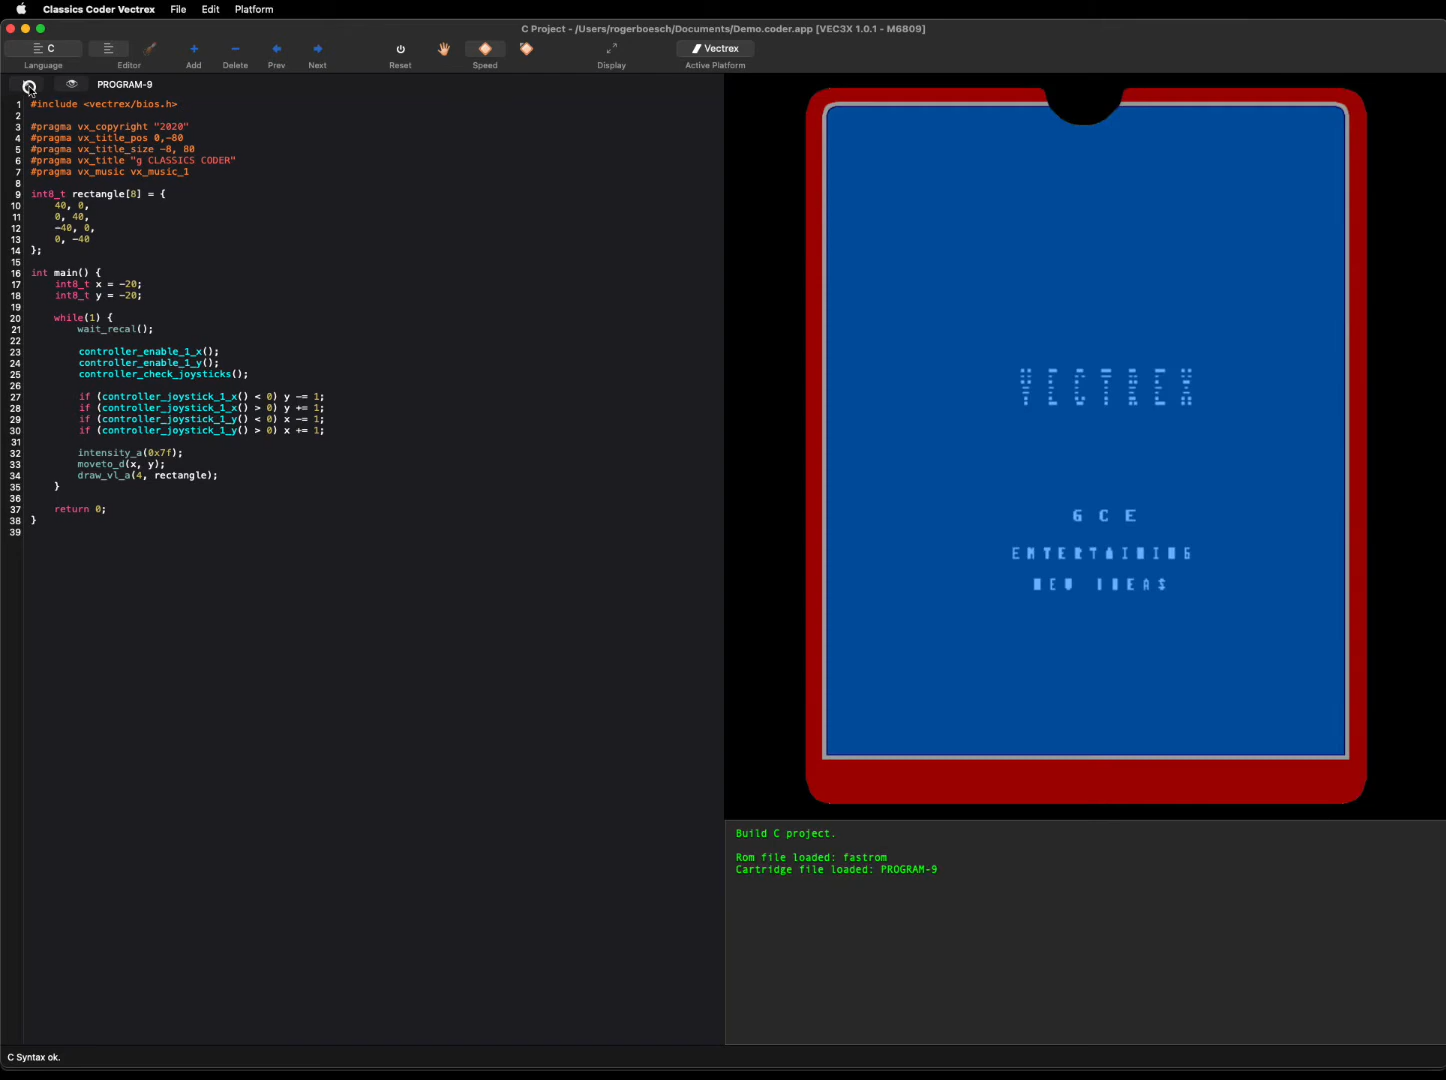 Classics Coder Vectrex File Edit Platform
C Project - /Users/rogerboesch/Documents/Demo.coder.app [VEC3X 1.0.1 - M6809]
C Vectrex
Language Editor Add Delete Prev Next Reset Speed Display Active Platform
PROGRAM-9
1 #include <vectrex/bios.h>
2
3 #pragma vx_copyright "2020"
4 #pragma vx_title_pos 0,-80
5 #pragma vx_title_size -8, 80
6 #pragma vx_title "g CLASSICS CODER"
7 #pragma vx_music vx_music_1
8
9 int8_t rectangle[8] = {
10 40, 0,
11 0, 40,
12 -40, 0,
13 0, -40
14 };
15
16 int main() {
17 int8_t x = -20;
18 int8_t y = -20;
19
20 while(1) {
21 wait_recal();
22
23 controller_enable_1_x();
24 controller_enable_1_y();
25 controller_check_joysticks();
26
27 if (controller_joystick_1_x() < 0) y -= 1;
28 if (controller_joystick_1_x() > 0) y += 1;
29 if (controller_joystick_1_y() < 0) x -= 1;
30 if (controller_joystick_1_y() > 0) x += 1;
31
32 intensity_a(0x7f);
33 moveto_d(x, y);
34 draw_vl_a(4, rectangle);
35 }
36
37 return 0;
38 }
39
VECTREX
G C E
ENTERTAINING
NEW IDEAS
Build C project.
Rom file loaded: fastrom
Cartridge file loaded: PROGRAM-9
C Syntax ok.